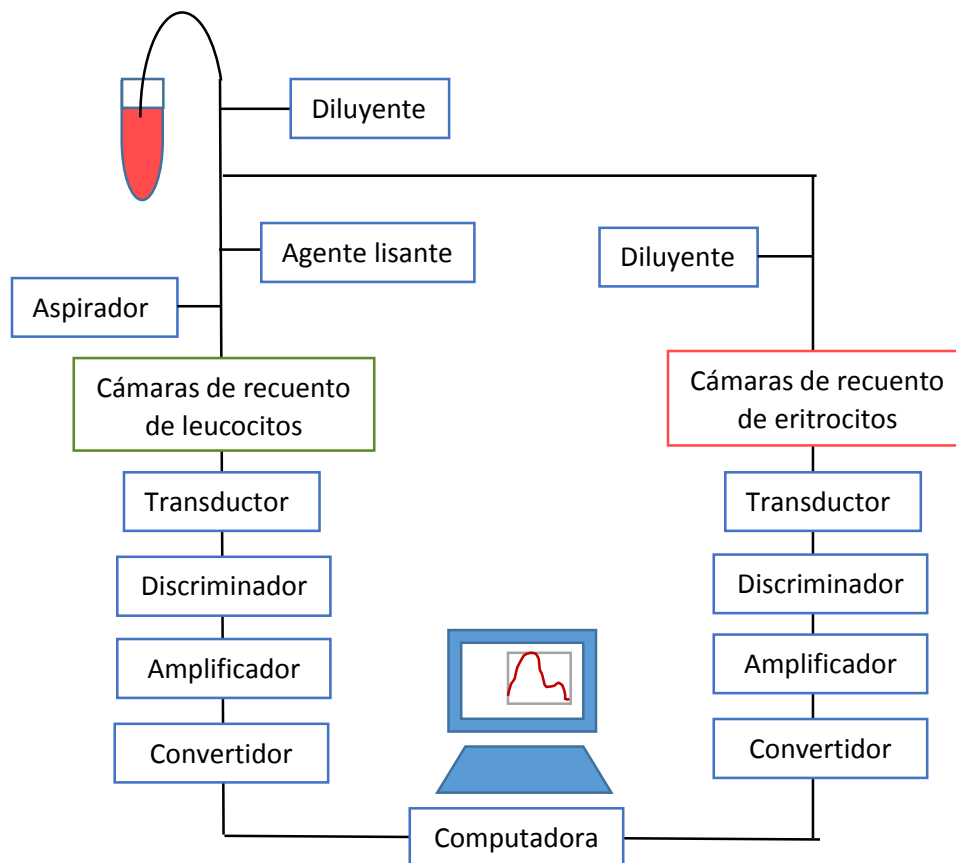 Diluyente
Agente lisante
Diluyente
Aspirador
Cámaras de recuento
de leucocitos
Cámaras de recuento
de eritrocitos
Transductor
Transductor
Discriminador
Discriminador
Amplificador
Amplificador
Convertidor
Convertidor
Computadora